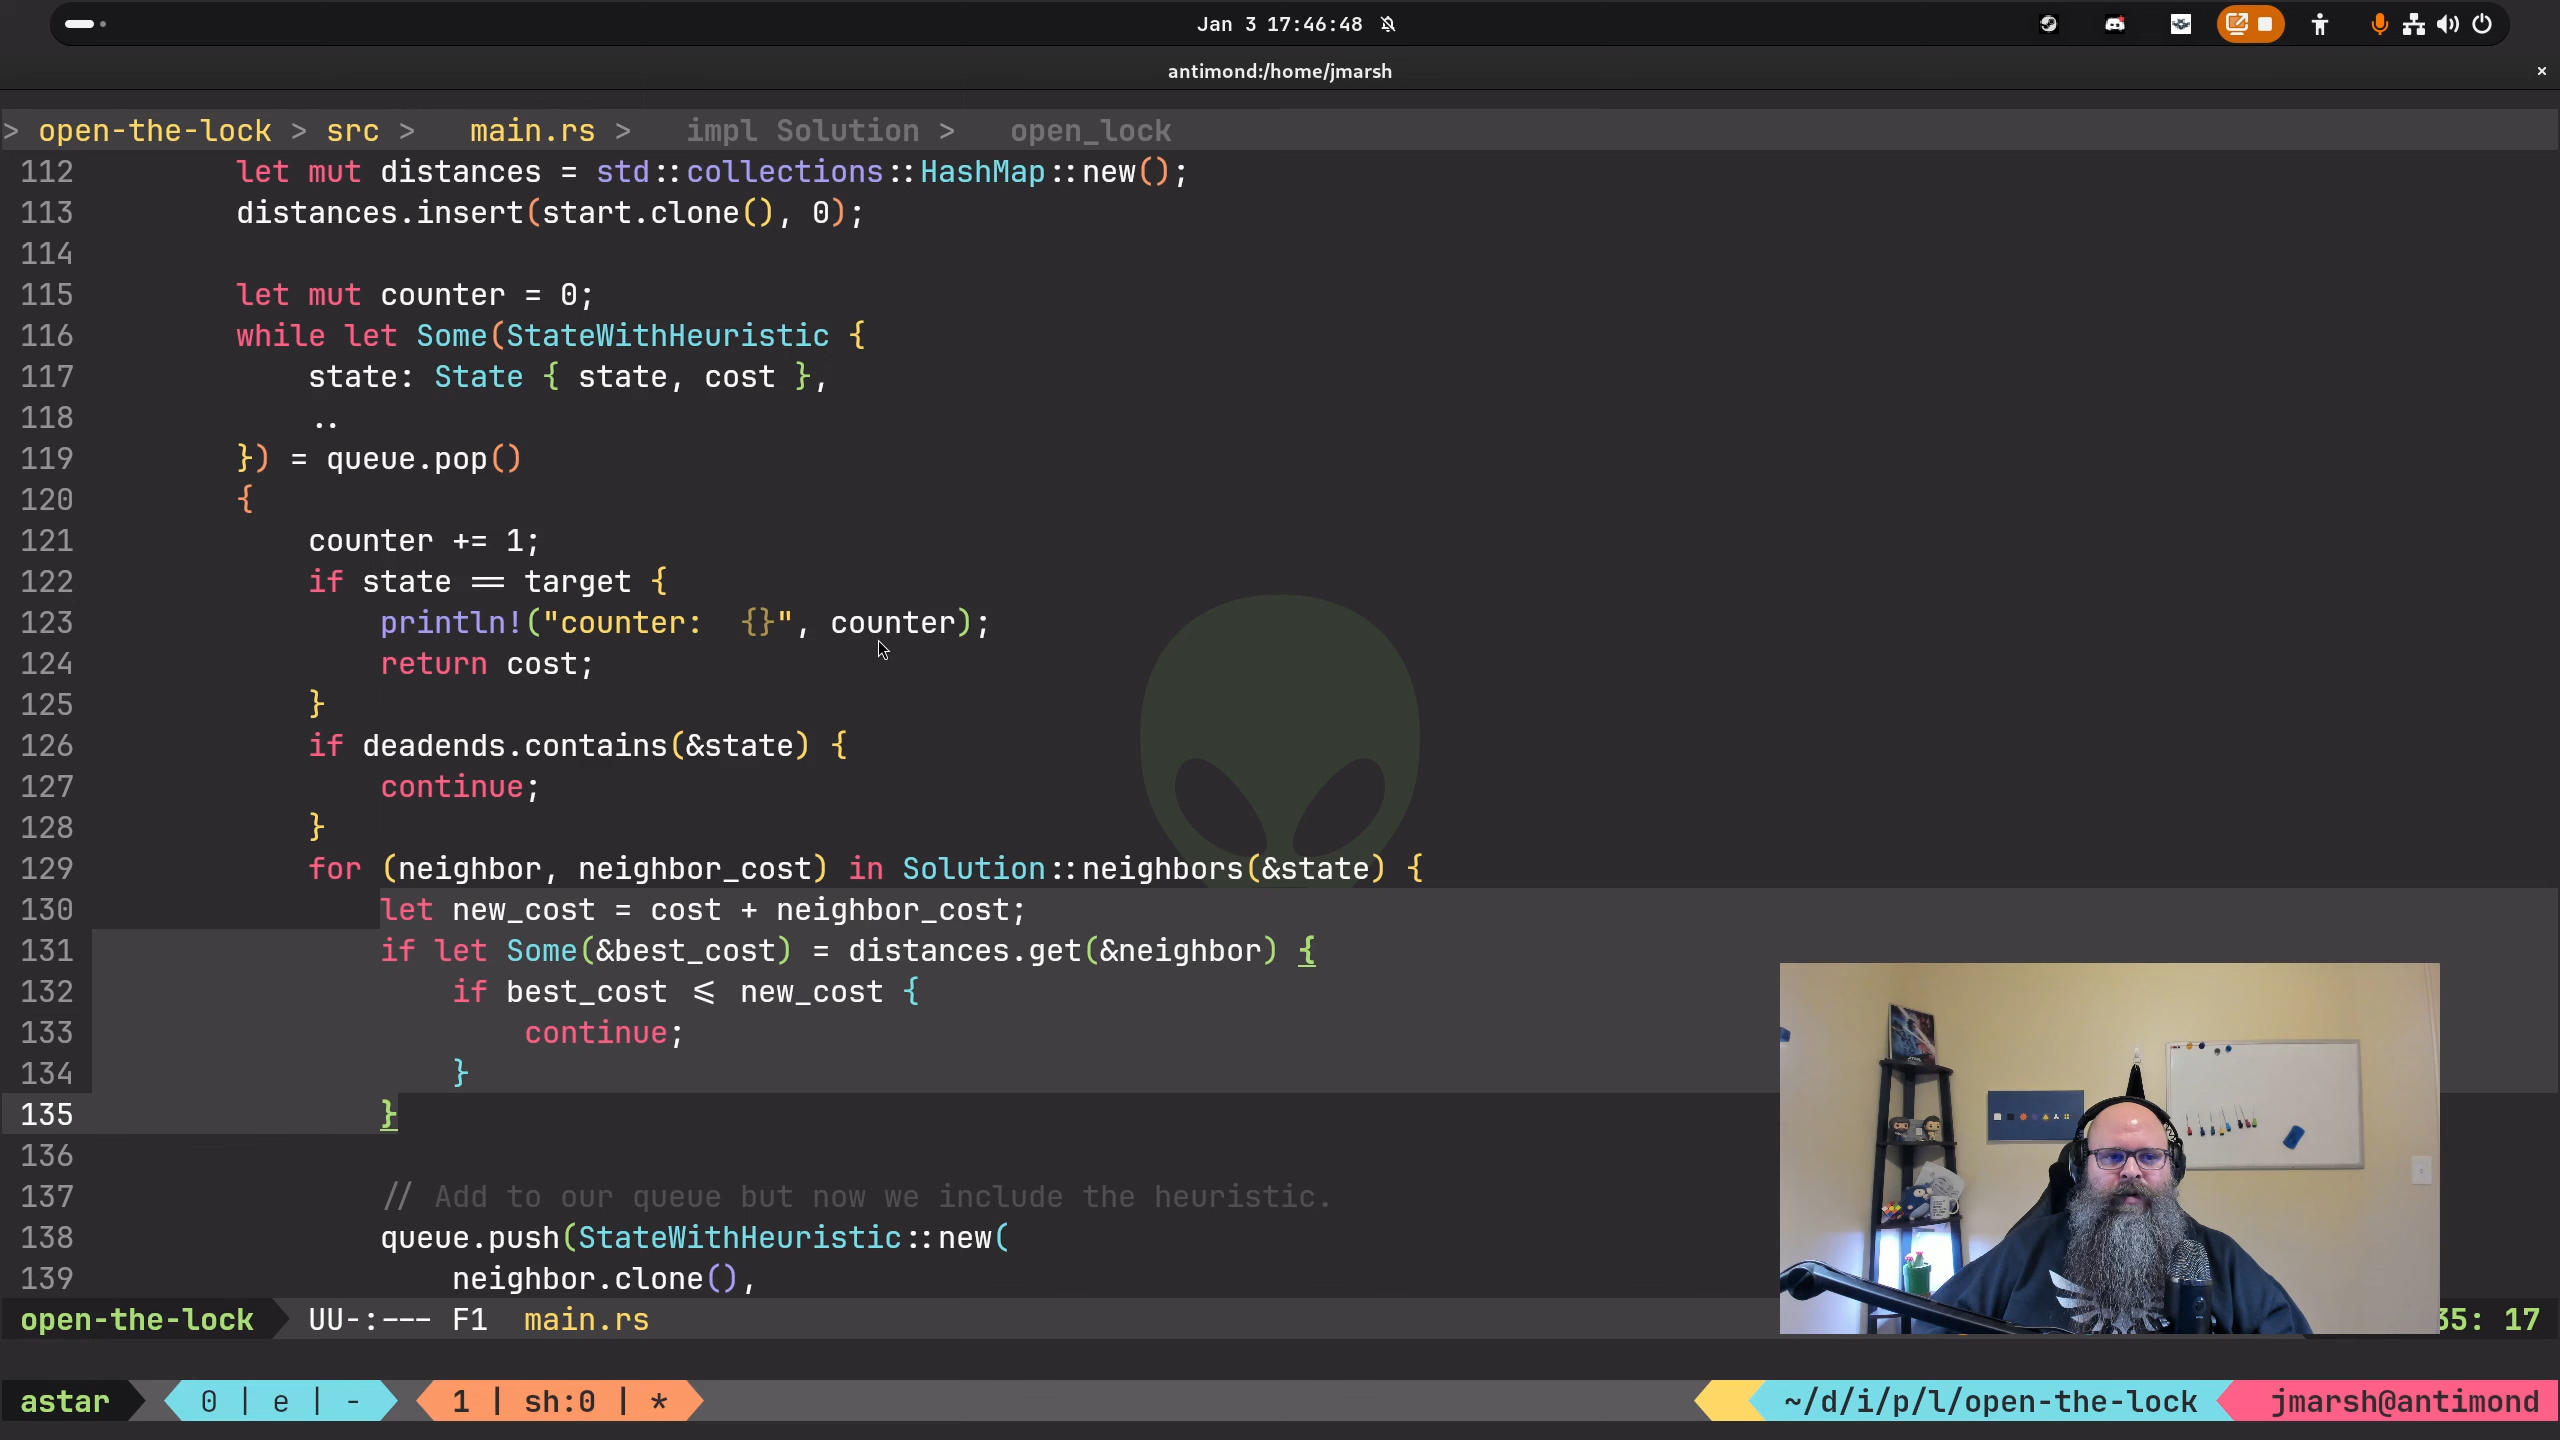 Jan 3 17:46:48
antimond:/home/jmarsh
> open-the-lock > src > main.rs > impl Solution > open_lock
112 let mut distances = std::collections::HashMap::new();
113 distances.insert(start.clone(), 0);
114
115 let mut counter = 0;
116 while let Some(StateWithHeuristic {
117 state: State { state, cost },
118 ..
119 }) = queue.pop()
120 {
121 counter += 1;
122 if state == target {
123 println!("counter:  {}", counter);
124 return cost;
125 }
126 if deadends.contains(&state) {
127 continue;
128 }
129 for (neighbor, neighbor_cost) in Solution::neighbors(&state) {
130 let new_cost = cost + neighbor_cost;
131 if let Some(&best_cost) = distances.get(&neighbor) {
132 if best_cost <= new_cost {
133 continue;
134 }
135 }
136
137 // Add to our queue but now we include the heuristic.
138 queue.push(StateWithHeuristic::new(
139 neighbor.clone(),
open-the-lock UU-:--- F1 main.rs 35: 17
astar 0 | e | - 1 | sh:0 | * ~/d/i/p/l/open-the-lock jmarsh@antimond